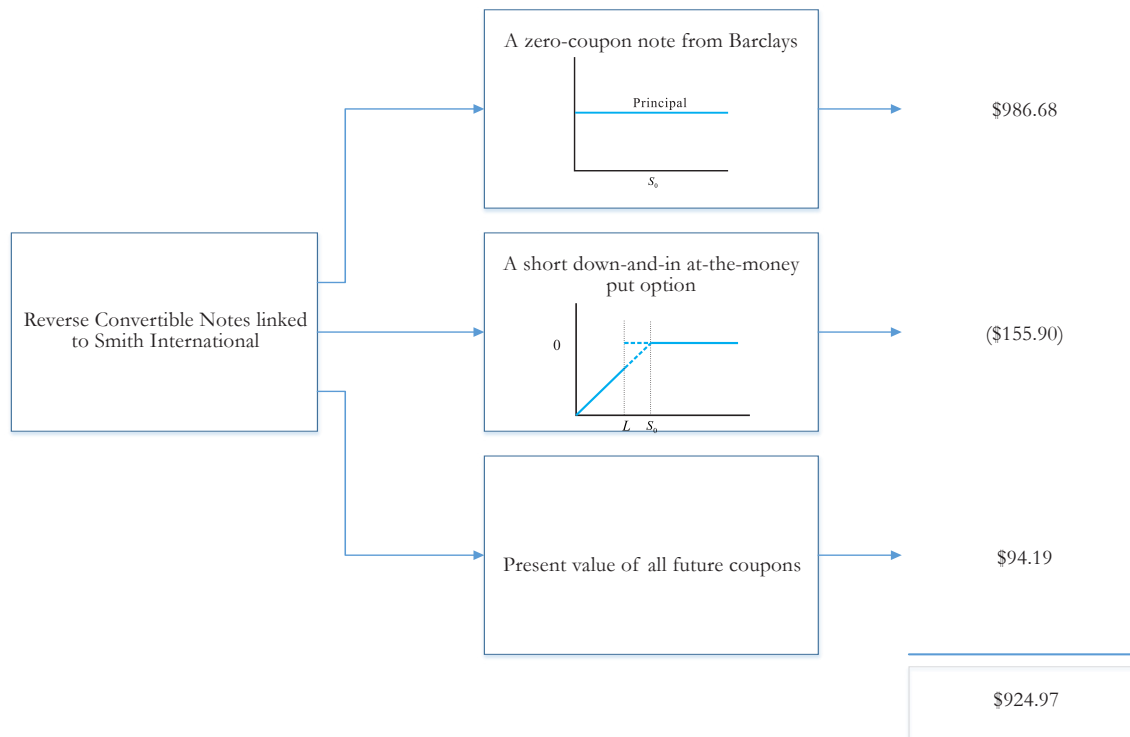 A zero-coupon note from Barclays
Principal
S₀
$986.68
Reverse Convertible Notes linked
to Smith International
A short down-and-in at-the-money
put option
0
L S₀
($155.90)
Present value of all future coupons
$94.19
$924.97